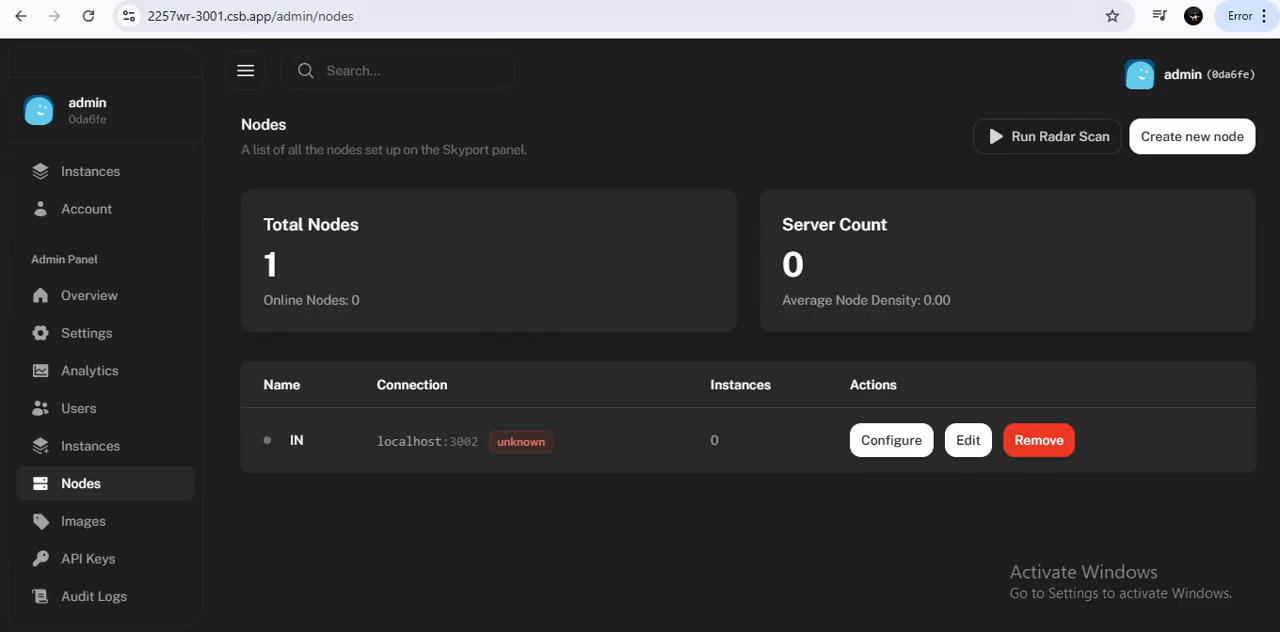 2257wr-3001.csb.app/admin/nodes
Error
Search...
admin (0da6fe)
admin
0da6fe
Instances
Account
Admin Panel
Overview
Settings
Analytics
Users
Instances
Nodes
Images
API Keys
Audit Logs
Nodes
A list of all the nodes set up on the Skyport panel.
Run Radar Scan
Create new node
Total Nodes
1
Online Nodes: 0
Server Count
0
Average Node Density: 0.00
Name Connection Instances Actions
IN localhost:3002 unknown 0 Configure Edit Remove
Activate Windows
Go to Settings to activate Windows.